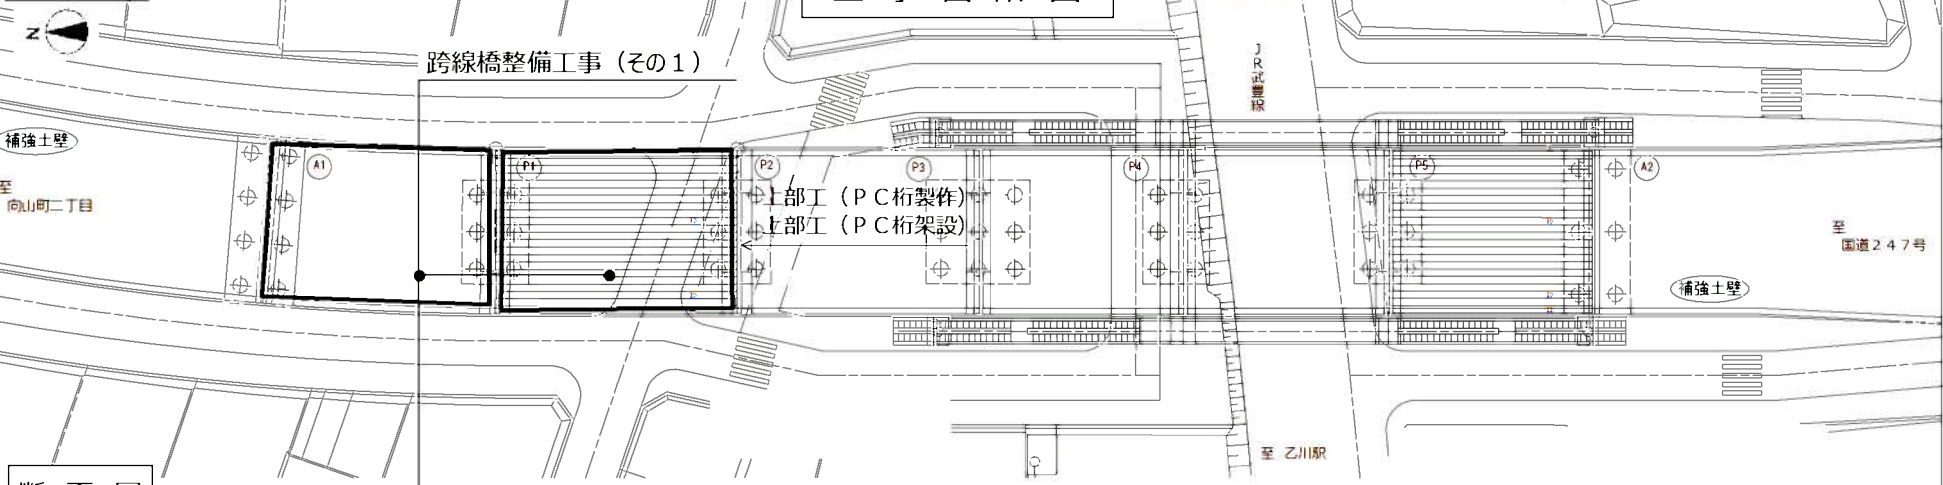 N
跨線橋整備工事（その１）
ＪＲ武豊線
補強土壁
A1
P1
P2
P3
P4
P5
A2
至
向山町二丁目
上部工（ＰＣ桁製作）
上部工（ＰＣ桁架設）
至
国道２４７号
補強土壁
至 乙川駅